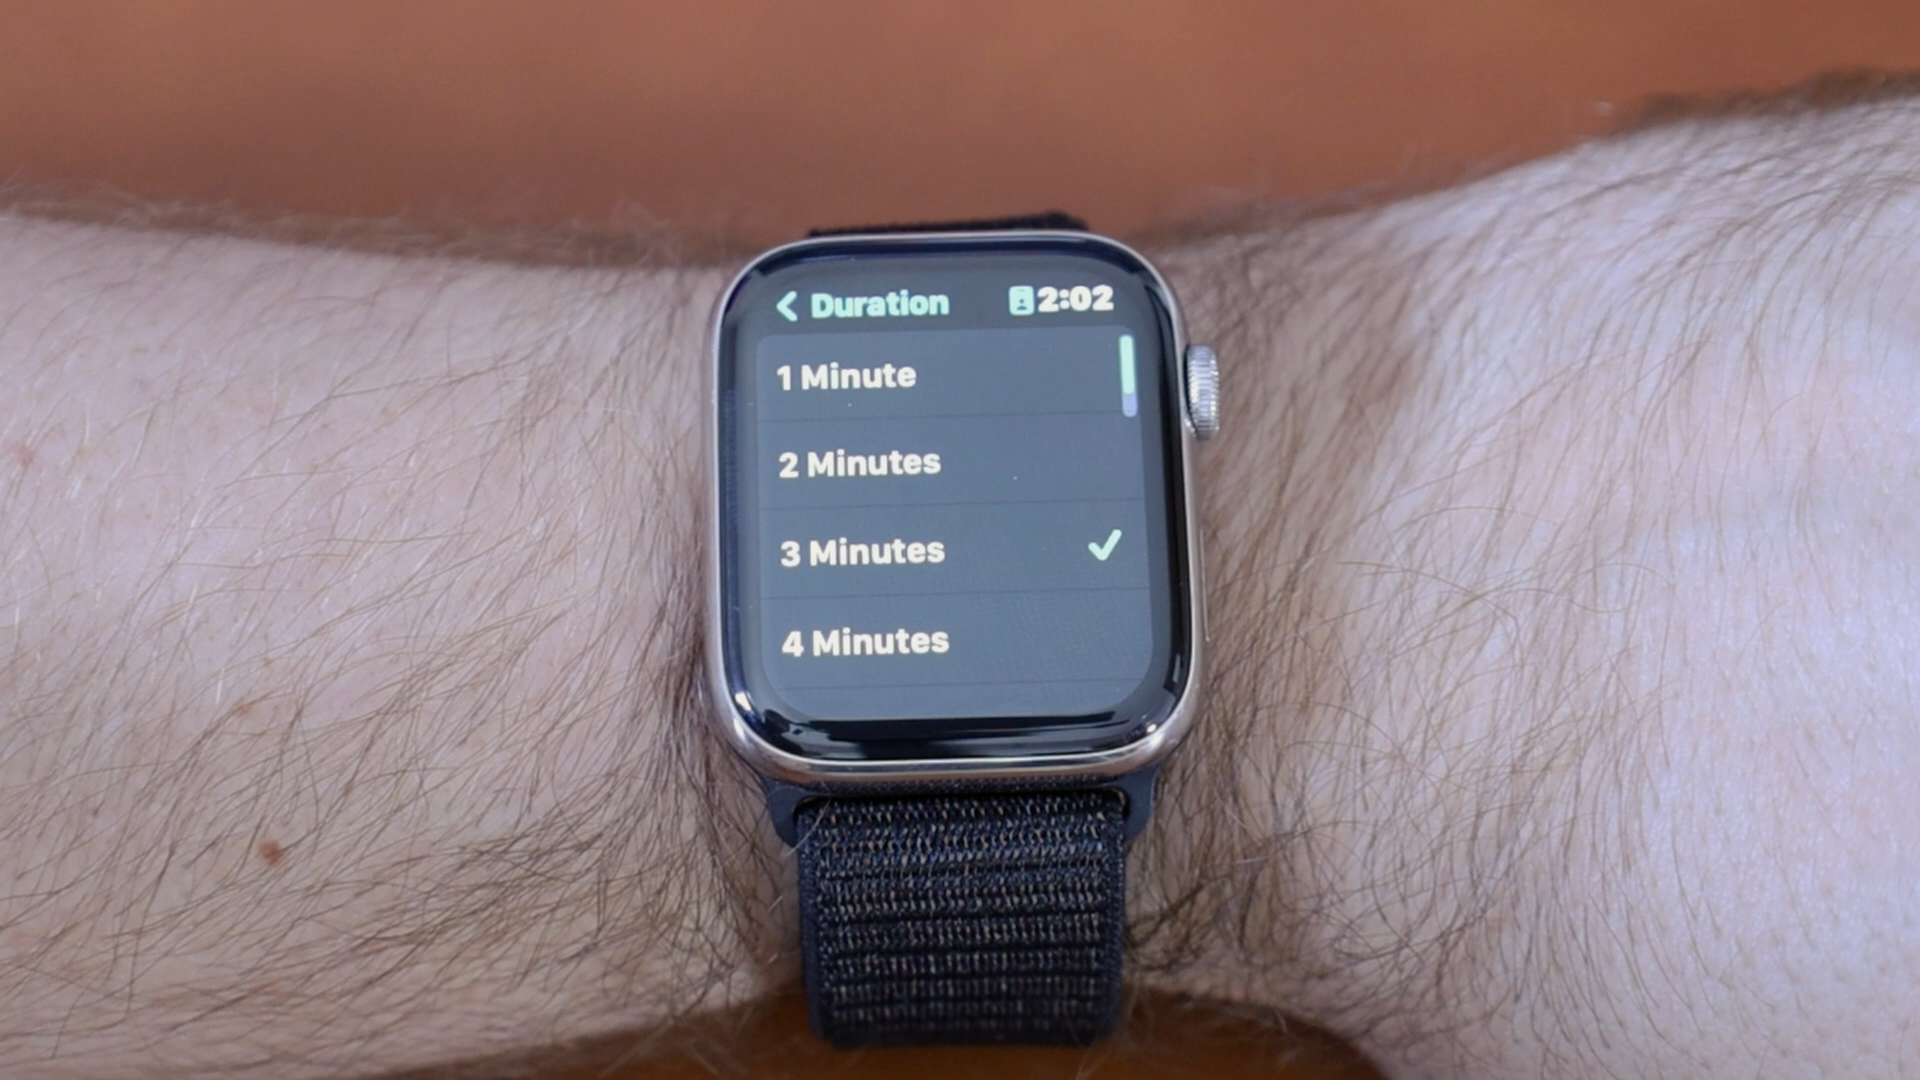 Duration 2:02
1 Minute
2 Minutes
3 Minutes
4 Minutes